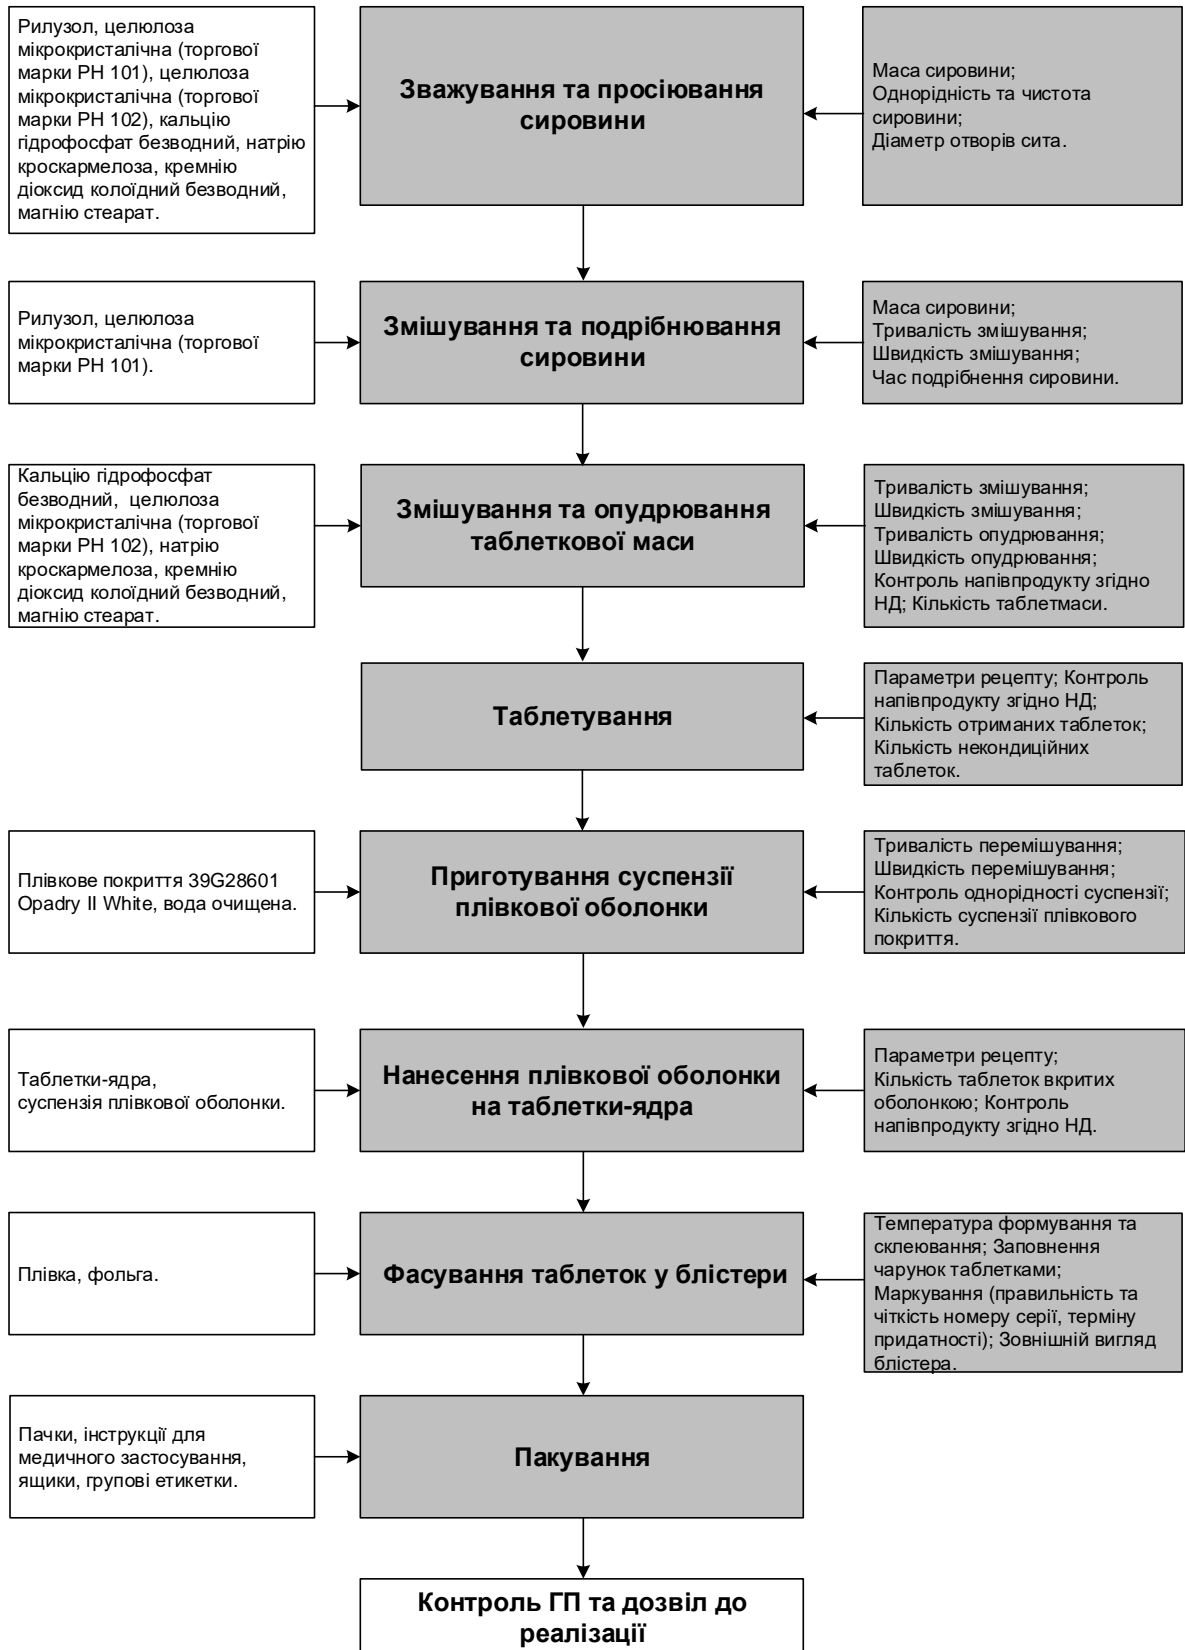 Рилузол, целюлоза
мікрокристалічна (торгової
марки РН 101), целюлоза
мікрокристалічна (торгової
марки РН 102), кальцію
гідрофосфат безводний, натрію
кроскармелоза, кремнію
діоксид колоїдний безводний,
магнію стеарат.
Зважування та просіювання
сировини
Маса сировини;
Однорідність та чистота
сировини;
Діаметр отворів сита.
Рилузол, целюлоза
мікрокристалічна (торгової
марки РН 101).
Змішування та подрібнювання
сировини
Маса сировини;
Тривалість змішування;
Швидкість змішування;
Час подрібнення сировини.
Кальцію гідрофосфат
безводний, целюлоза
мікрокристалічна (торгової
марки РН 102), натрію
кроскармелоза, кремнію
діоксид колоїдний безводний,
магнію стеарат.
Змішування та опудрювання
таблеткової маси
Тривалість змішування;
Швидкість змішування;
Тривалість опудрювання;
Швидкість опудрювання;
Контроль напівпродукту згідно
НД; Кількість таблетмаси.
Таблетування
Параметри рецепту; Контроль
напівпродукту згідно НД;
Кількість отриманих таблеток;
Кількість некондиційних
таблеток.
Плівкове покриття 39G28601
Opadry II White, вода очищена.
Приготування суспензії
плівкової оболонки
Тривалість перемішування;
Швидкість перемішування;
Контроль однорідності суспензії;
Кількість суспензії плівкового
покриття.
Таблетки-ядра,
суспензія плівкової оболонки.
Нанесення плівкової оболонки
на таблетки-ядра
Параметри рецепту;
Кількість таблеток вкритих
оболонкою; Контроль
напівпродукту згідно НД.
Плівка, фольга.
Фасування таблеток у блістери
Температура формування та
склеювання; Заповнення
чарунок таблетками;
Маркування (правильність та
чіткість номеру серії, терміну
придатності); Зовнішній вигляд
блістера.
Пачки, інструкції для
медичного застосування,
ящики, групові етикетки.
Пакування
Контроль ГП та дозвіл до
реалізації